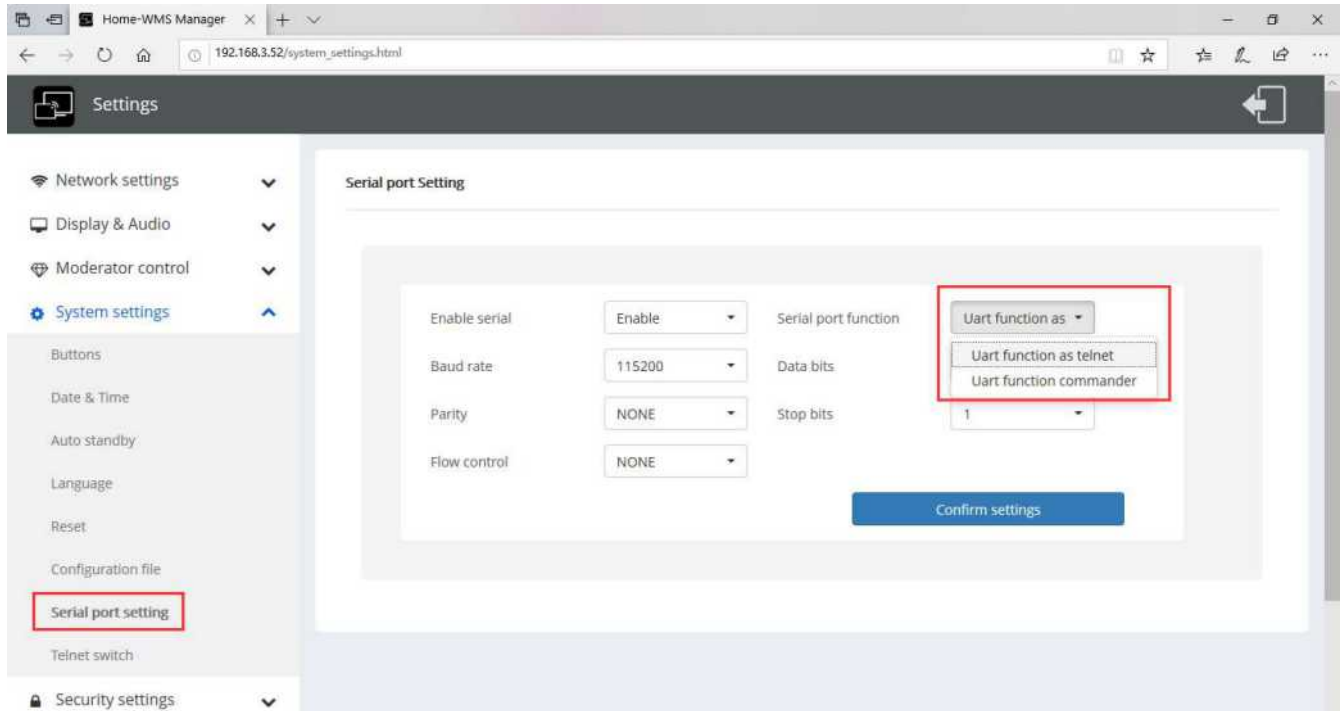 Home-WMS Manager
192.168.3.52/system_settings.html
Settings
Network settings
Display & Audio
Moderator control
System settings
Buttons
Date & Time
Auto standby
Language
Reset
Configuration file
Serial port setting
Telnet switch
Security settings
Serial port Setting
Enable serial Enable Serial port function Uart function as
Uart function as telnet
Uart function commander
Baud rate 115200 Data bits
Parity NONE Stop bits 1
Flow control NONE
Confirm settings